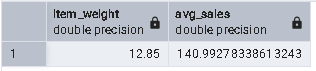 item_weight avg_sales
double precision double precision
1 12.85 140.99278338613243